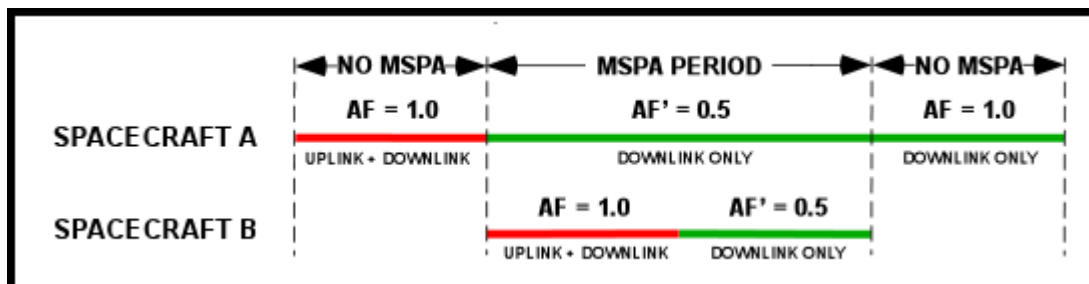 NO MSPA MSPA PERIOD NO MSPA
AF = 1.0 AF' = 0.5 AF = 1.0
SPACECRAFT A
UPLINK + DOWNLINK DOWNLINK ONLY DOWNLINK ONLY
AF = 1.0 AF' = 0.5
SPACECRAFT B
UPLINK + DOWNLINK DOWNLINK ONLY